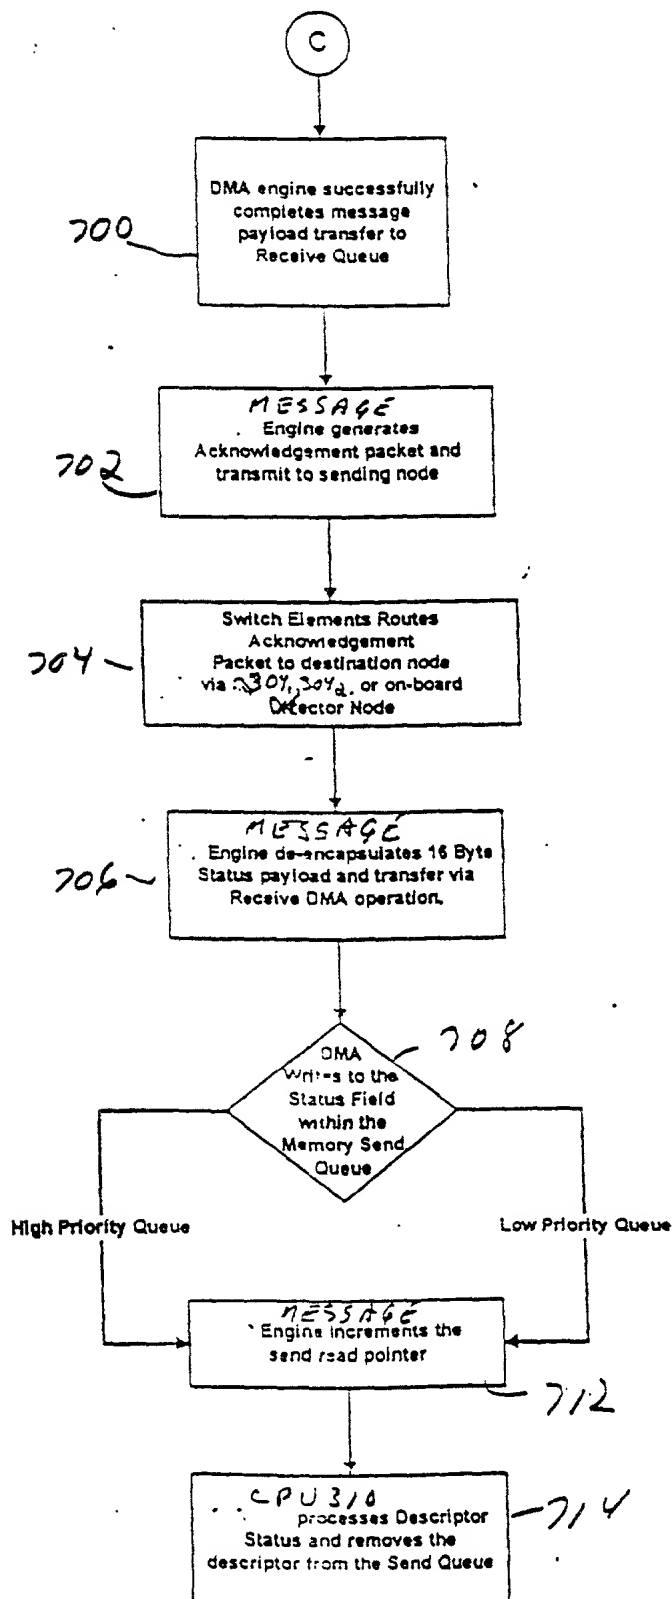 C
DMA engine successfully
completes message
payload transfer to
Receive Queue
700
MESSAGE
Engine generates
Acknowledgement packet and
transmit to sending node
702
Switch Elements Routes
Acknowledgement
Packet to destination node
via 304₁, 304₂, or on-board
Director Node
704
MESSAGE
Engine de-encapsulates 16 Byte
Status payload and transfer via
Receive DMA operation.
706
708
DMA
Writes to the
Status Field
within the
Memory Send
Queue
High Priority Queue
Low Priority Queue
MESSAGE
Engine increments the
send read pointer
712
CPU 310
processes Descriptor
Status and removes the
descriptor from the Send Queue
714